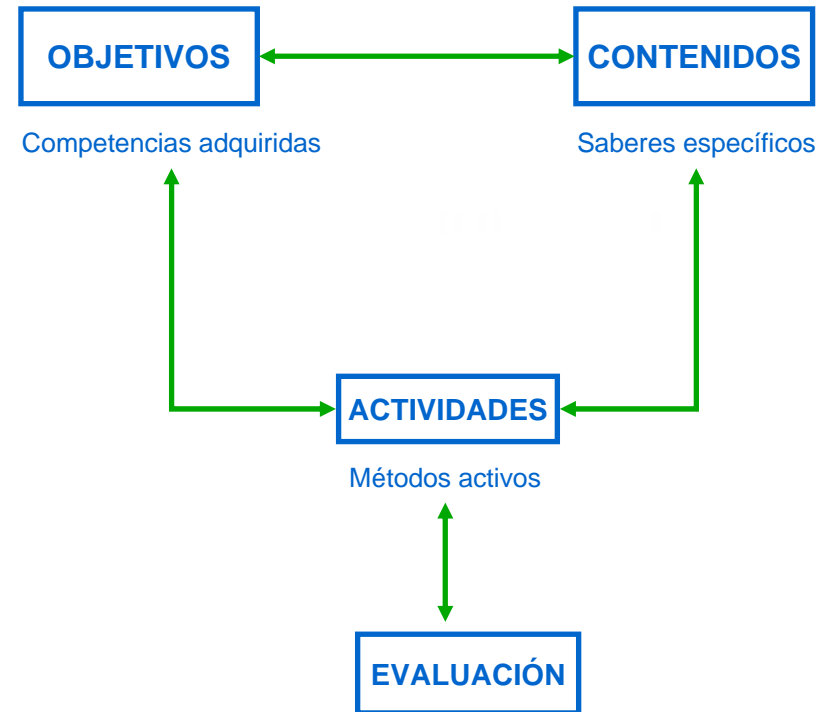 OBJETIVOS
CONTENIDOS
Competencias adquiridas
Saberes específicos
ACTIVIDADES
Métodos activos
EVALUACIÓN